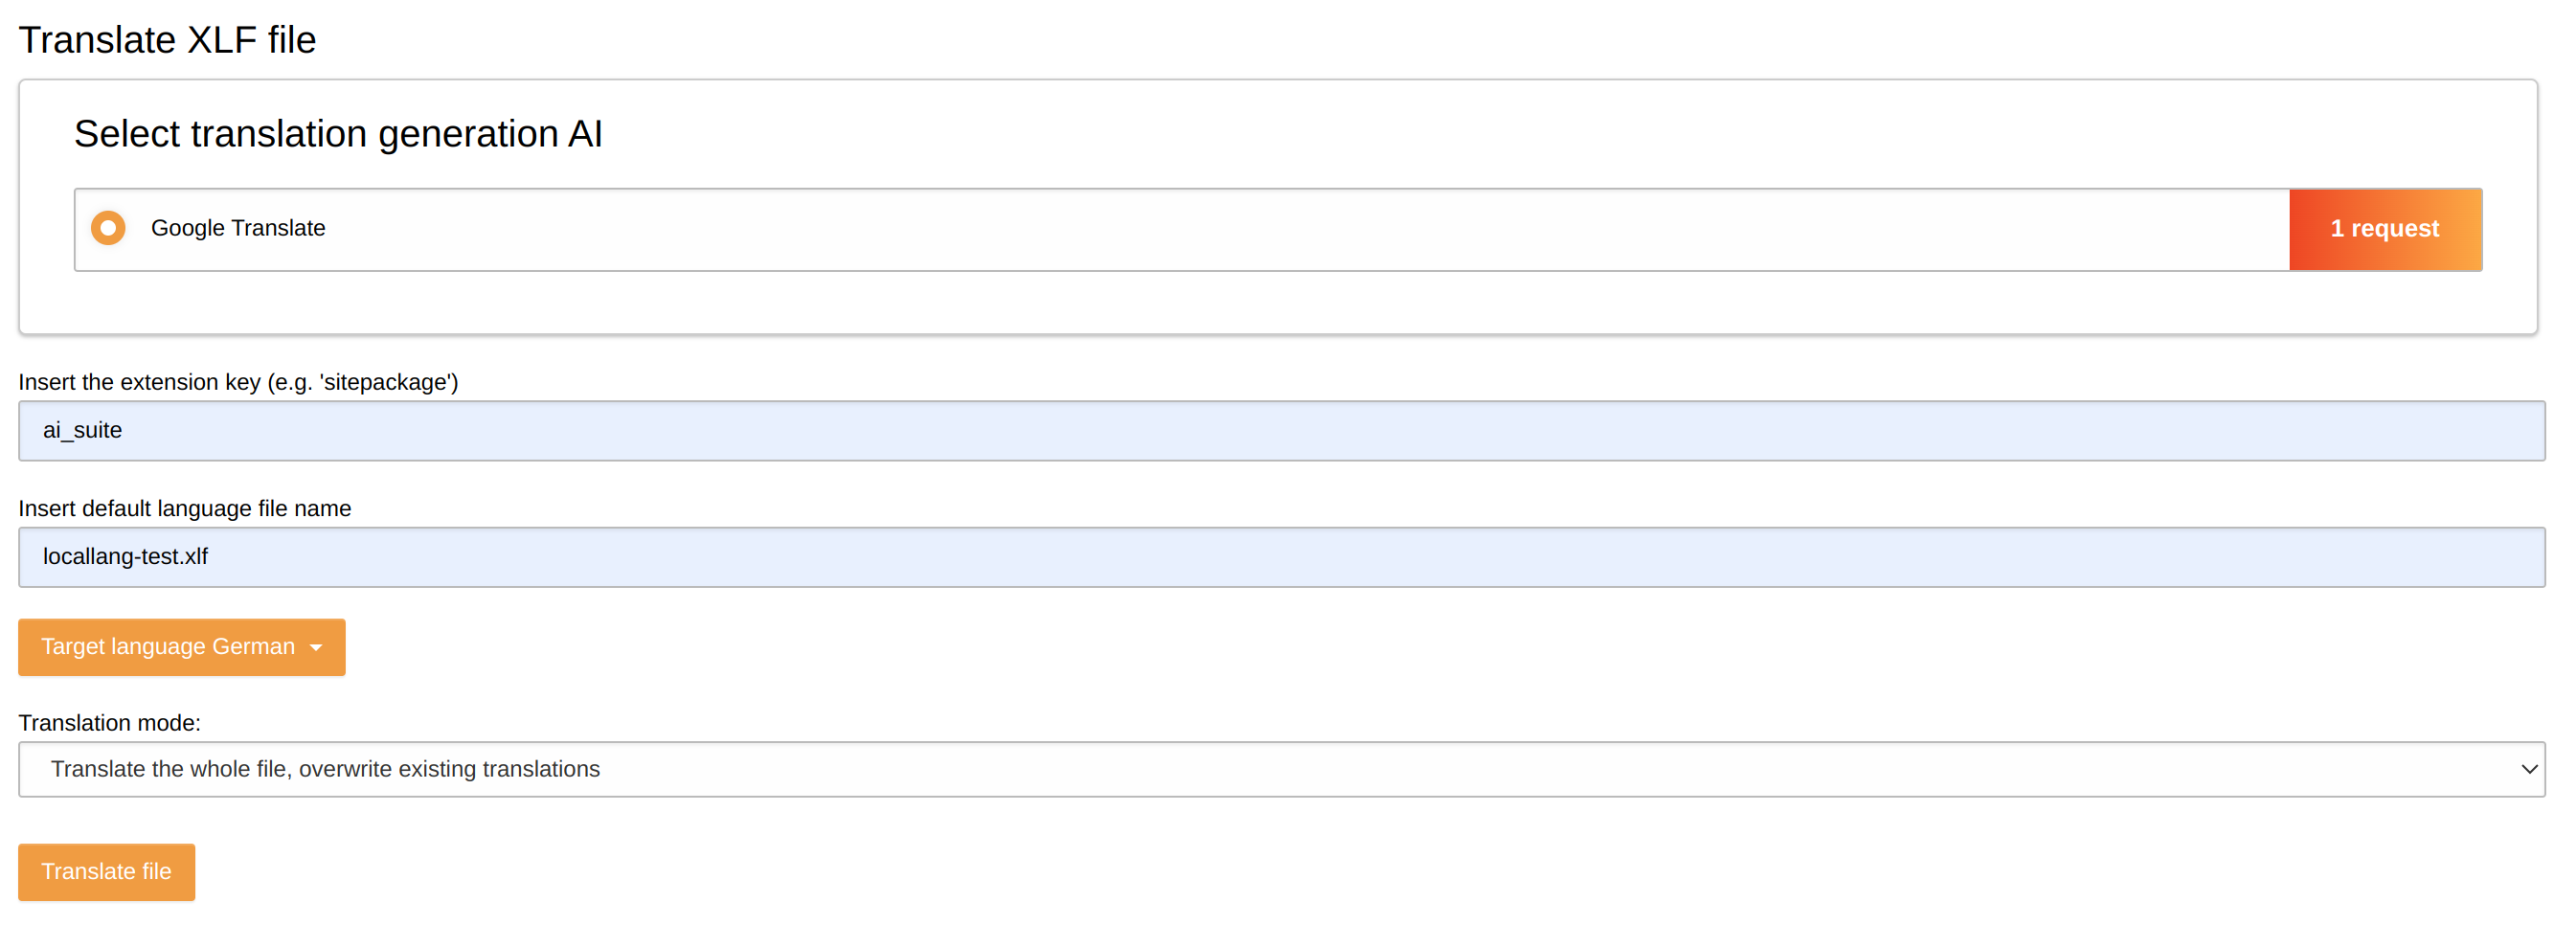 Translate XLF file
Select translation generation AI
Google Translate
1 request
Insert the extension key (e.g. 'sitepackage')
ai_suite
Insert default language file name
locallang-test.xlf
Target language German
Translation mode:
Translate the whole file, overwrite existing translations
Translate file